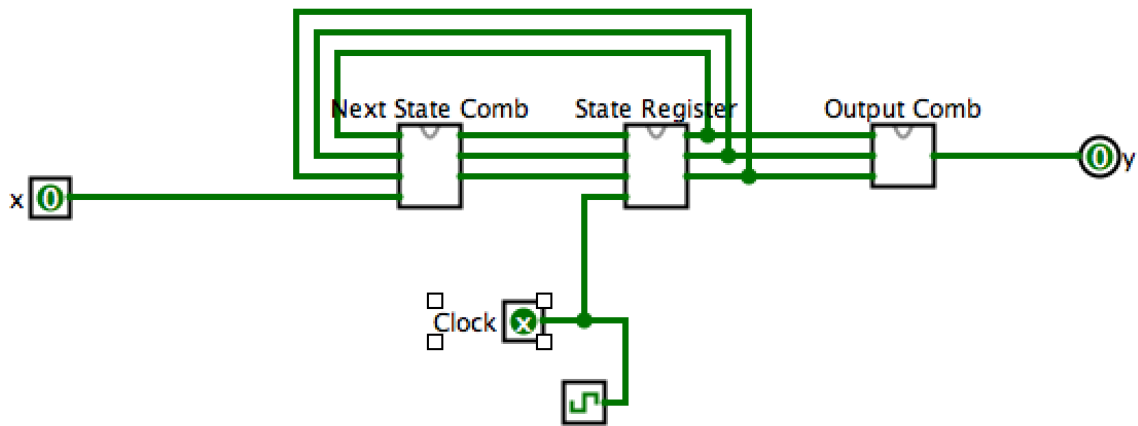 Next State Comb
State Register
Output Comb
x
0
0
y
Clock
x